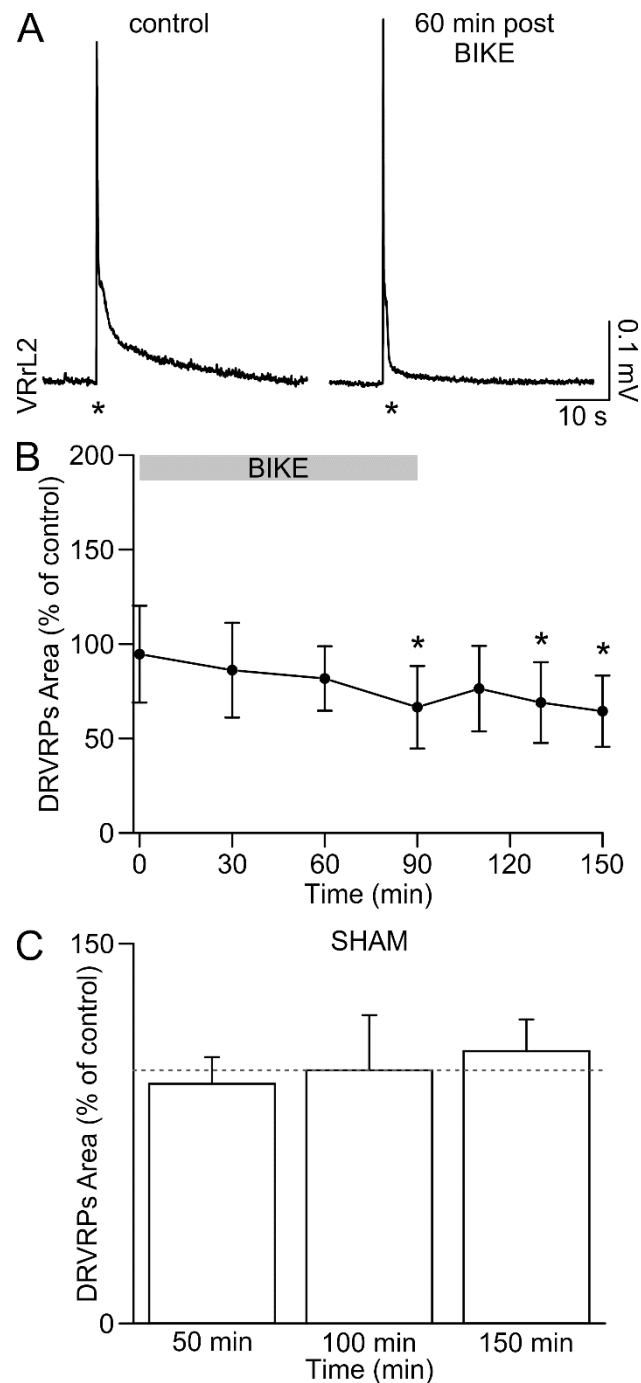 A
control
60 min post
BIKE
VRrL2
*
*
0.1 mV
10 s
B
DRVRPs Area (% of control)
200
150
100
50
0
BIKE
*
*
*
0
30
60
90
120
150
Time (min)
C
SHAM
DRVRPs Area (% of control)
150
0
50 min
100 min
150 min
Time (min)